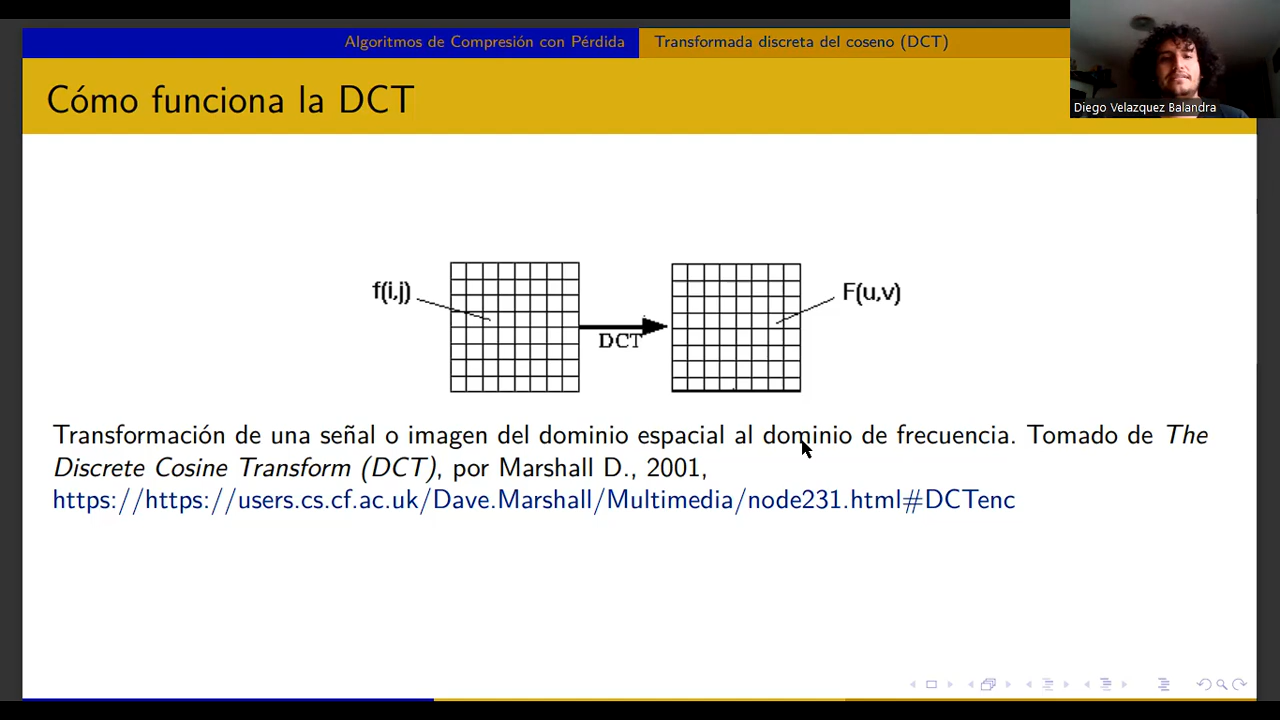 Algoritmos de Compresión con Pérdida
Transformada discreta del coseno (DCT)
Cómo funciona la DCT
Diego Velazquez Balandra
f(i,j)
DCT
F(u,v)
Transformación de una señal o imagen del dominio espacial al dominio de frecuencia. Tomado de The
Discrete Cosine Transform (DCT), por Marshall D., 2001,
https://https://users.cs.cf.ac.uk/Dave.Marshall/Multimedia/node231.html#DCTenc